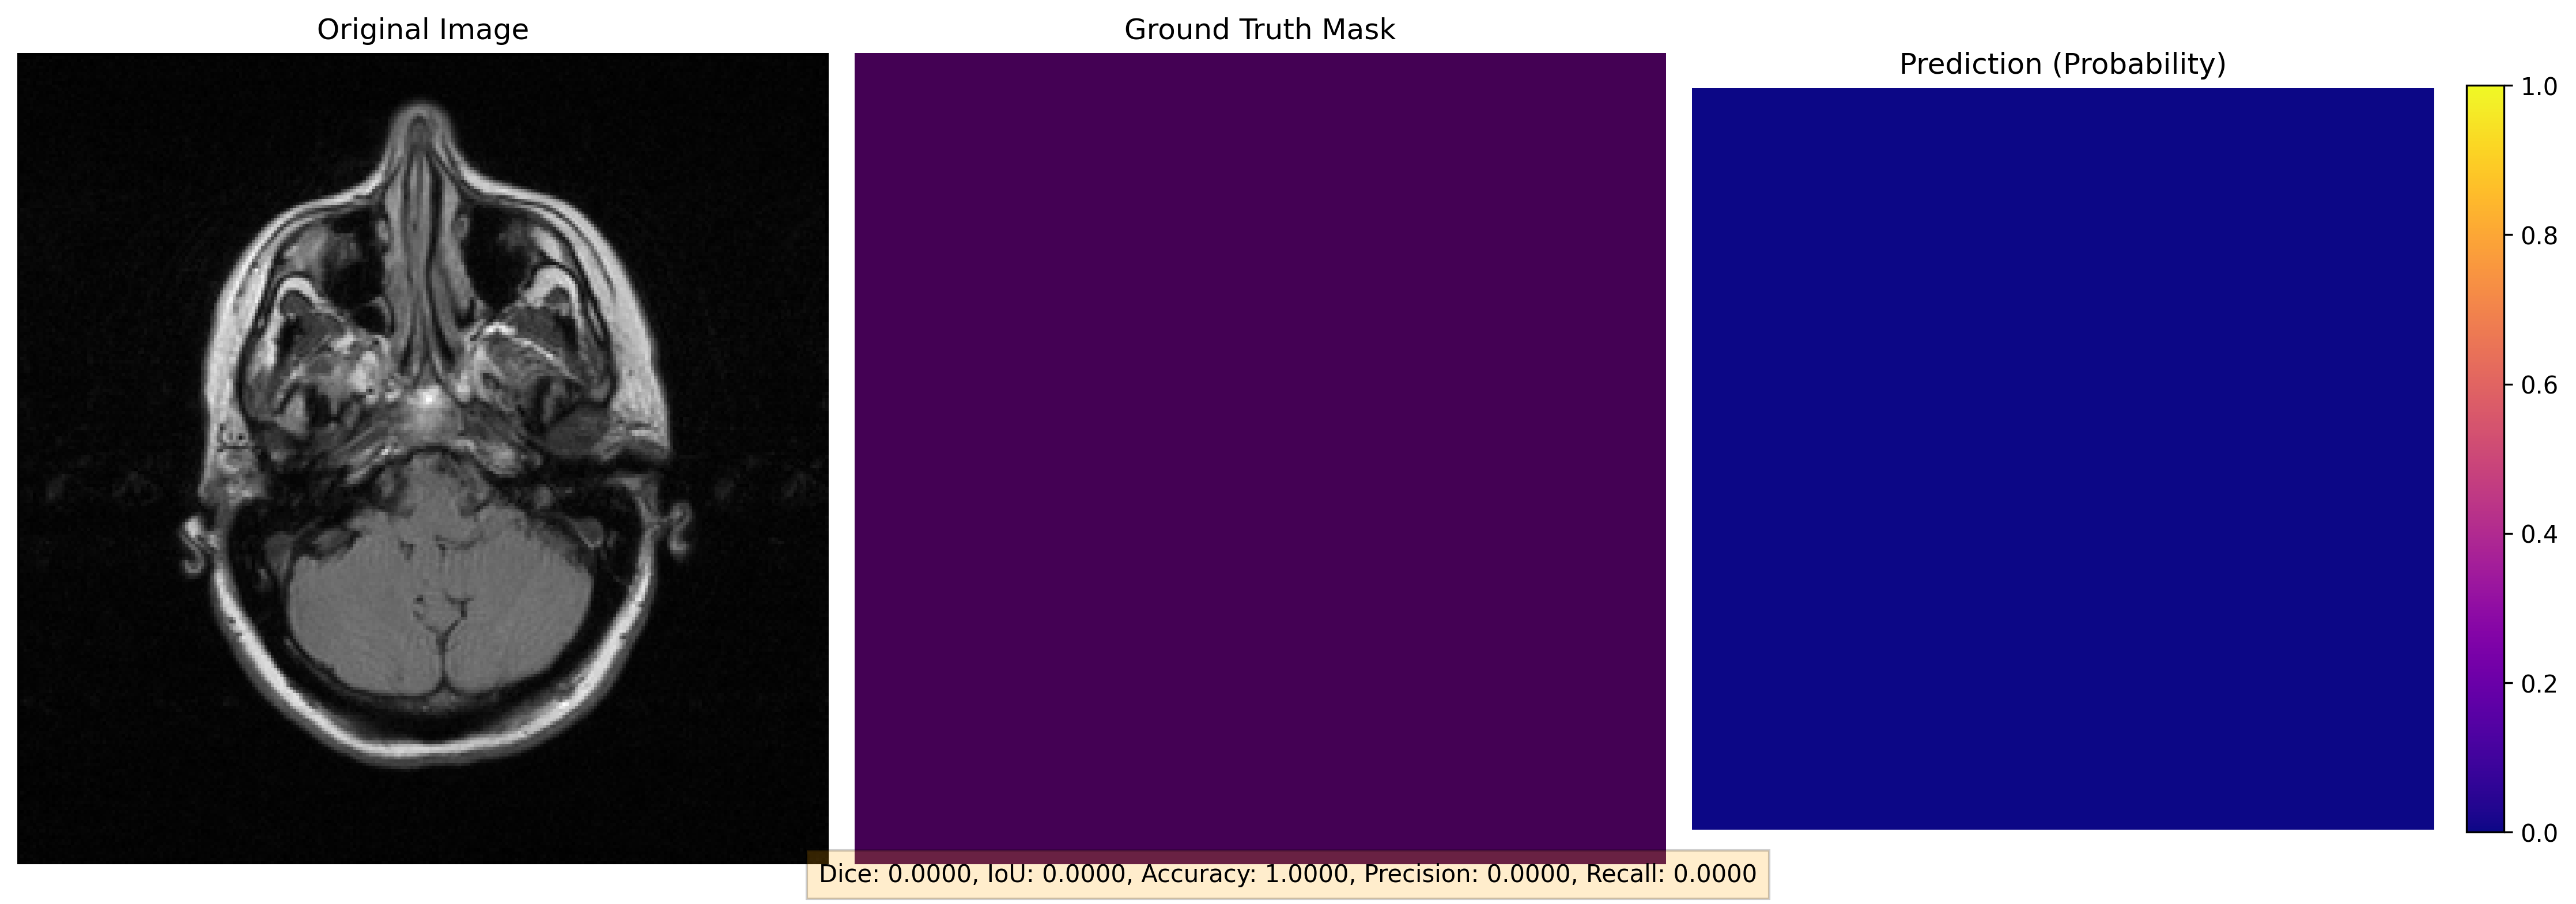 Original Image
Ground Truth Mask
Prediction (Probability)
1.0
0.8
0.6
0.4
0.2
0.0
Dice: 0.0000, IoU: 0.0000, Accuracy: 1.0000, Precision: 0.0000, Recall: 0.0000